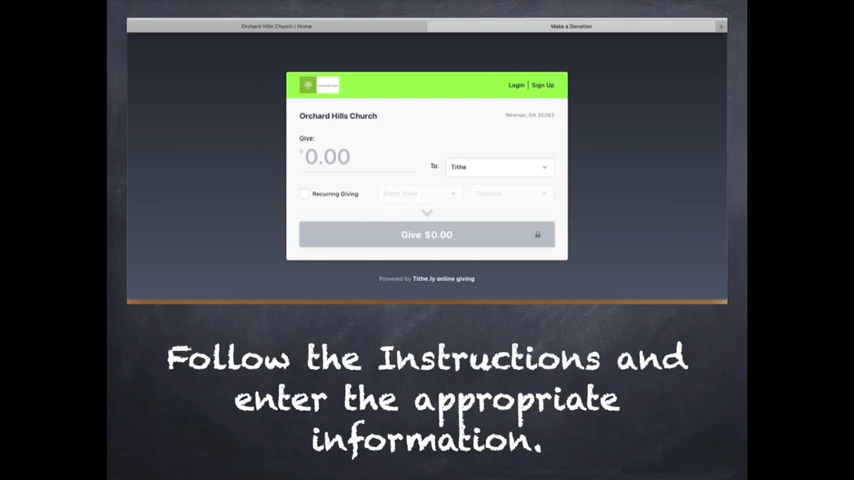 Orchard Hills Church | Home
Make a Donation
+
Login | Sign Up
Orchard Hills Church
Newnan, GA 30263
Give:
$0.00
To:
Tithe
Recurring Giving
Every Week
Thursday
Give $0.00
Powered by Tithe.ly online giving
Follow the Instructions and
enter the appropriate
information.